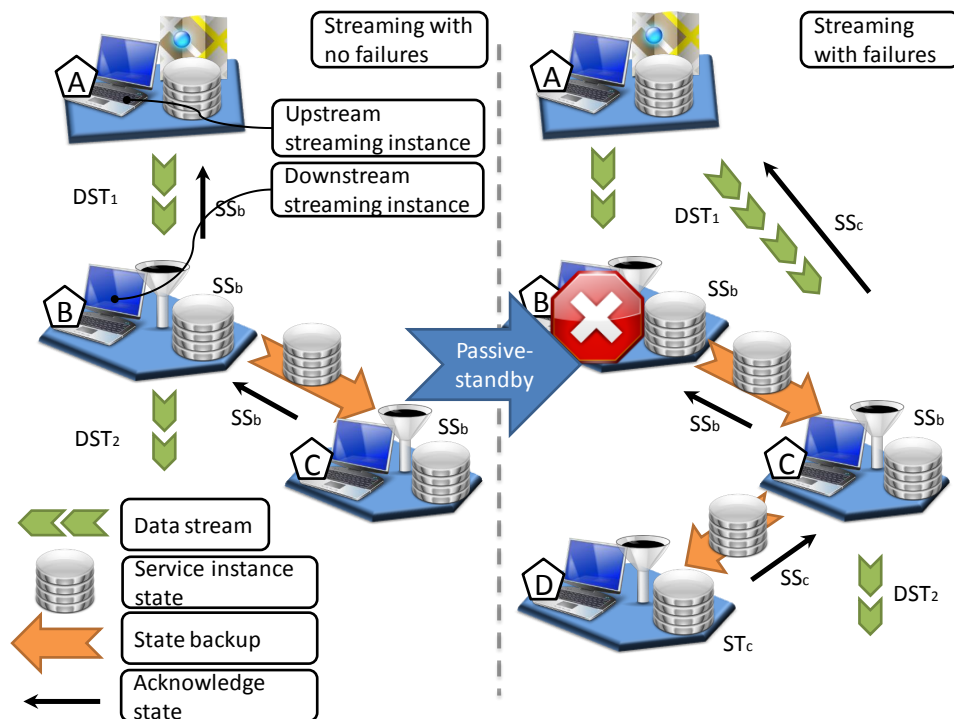 Streaming with
no failures
A
Upstream
streaming instance
Downstream
streaming instance
DST1
SSb
B
SSb
SSb
DST2
SSb
C
Data stream
Service instance
state
State backup
Acknowledge
state
Passive-
standby
Streaming
with failures
A
DST1
SSc
B
SSb
SSb
SSb
C
D
SSc
DST2
STc